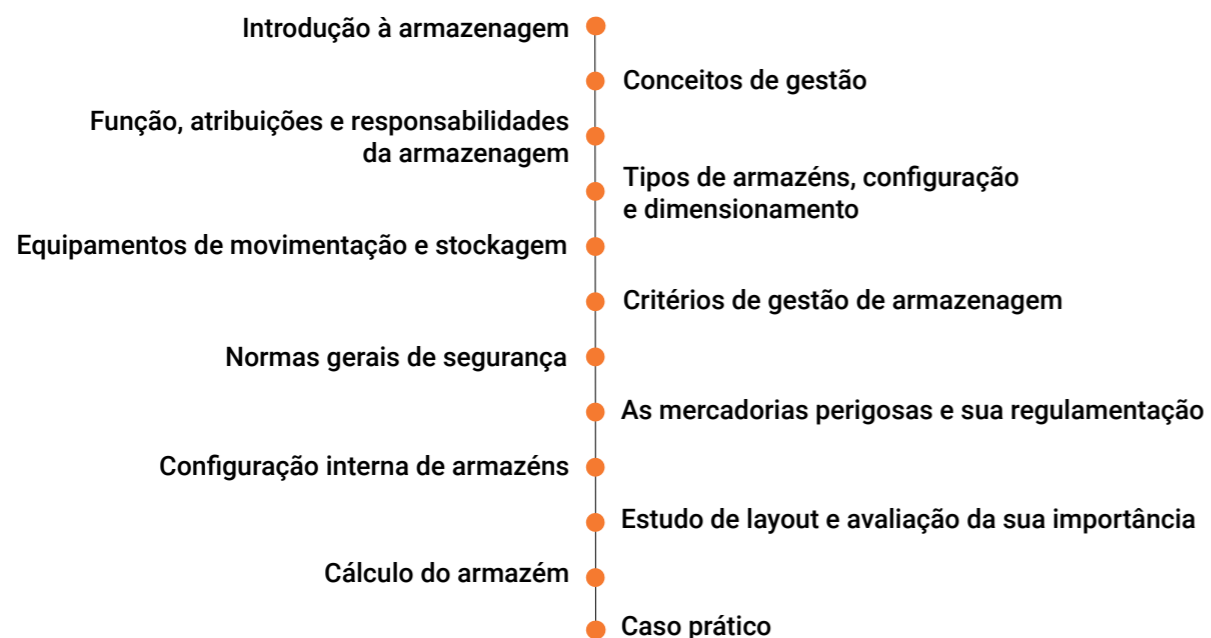 Introdução à armazenagem
Conceitos de gestão
Função, atribuições e responsabilidades
da armazenagem
Tipos de armazéns, configuração
e dimensionamento
Equipamentos de movimentação e stockagem
Critérios de gestão de armazenagem
Normas gerais de segurança
As mercadorias perigosas e sua regulamentação
Configuração interna de armazéns
Estudo de layout e avaliação da sua importância
Cálculo do armazém
Caso prático